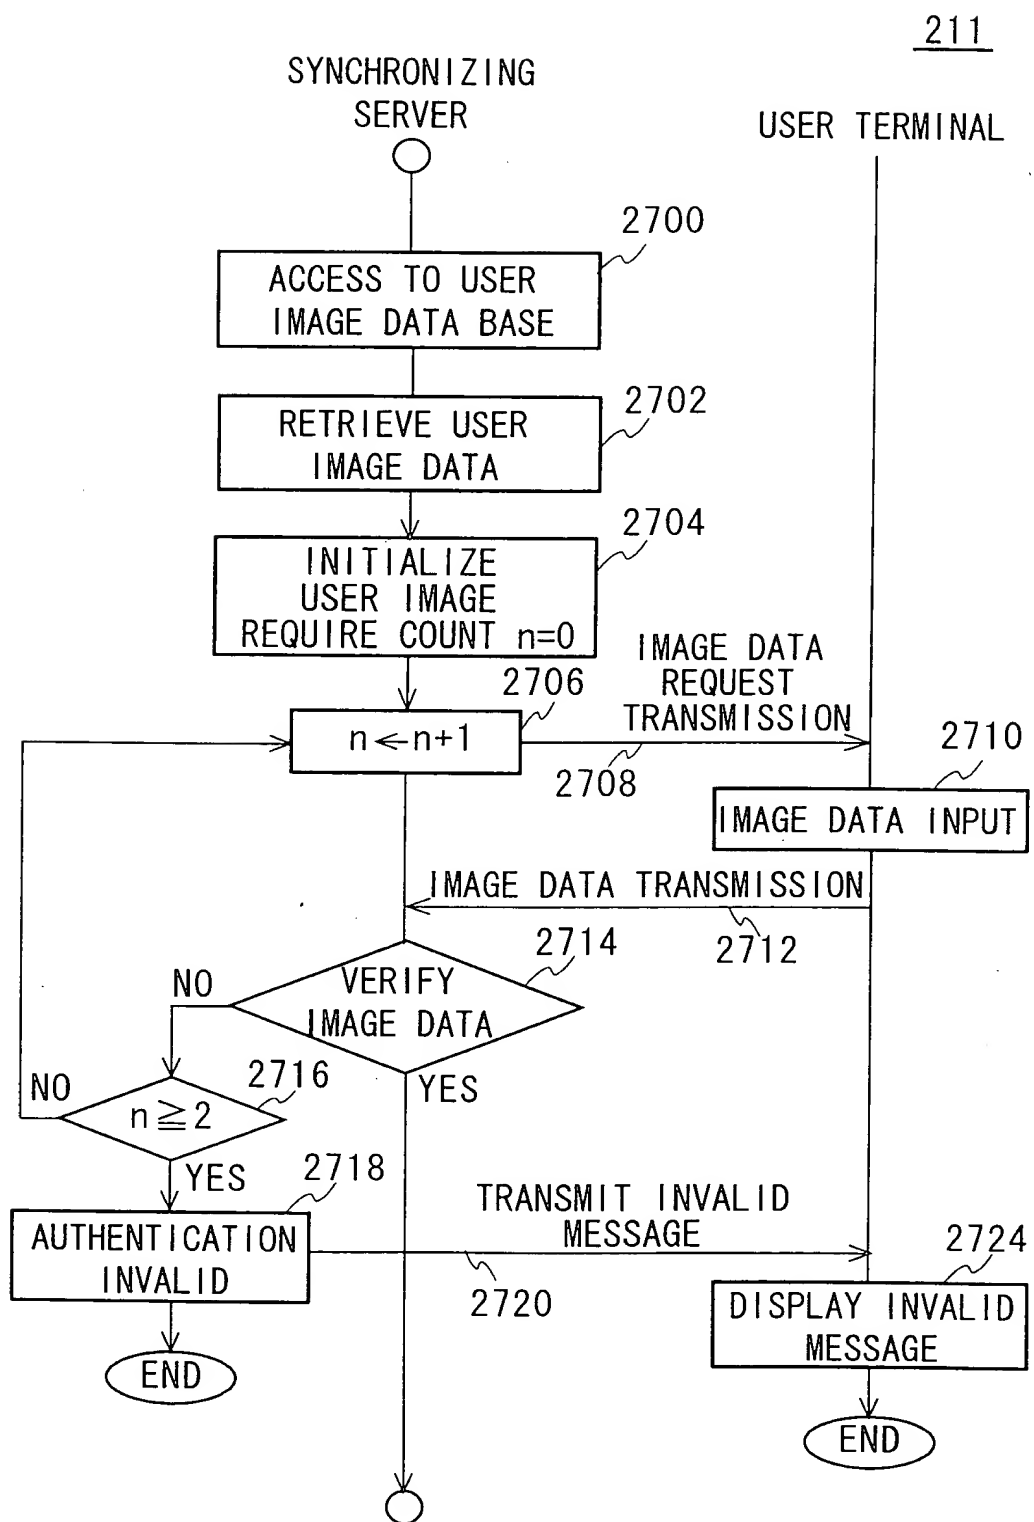 211
SYNCHRONIZING
SERVER
USER TERMINAL
2700
ACCESS TO USER
IMAGE DATA BASE
2702
RETRIEVE USER
IMAGE DATA
2704
INITIALIZE
USER IMAGE
REQUIRE COUNT n=0
2706
IMAGE DATA
REQUEST
TRANSMISSION
n←n+1
2708
2710
IMAGE DATA INPUT
IMAGE DATA TRANSMISSION
2712
2714
VERIFY
IMAGE DATA
NO
YES
2716
NO
n≧2
YES
2718
AUTHENTICATION
INVALID
TRANSMIT INVALID
MESSAGE
2720
2724
DISPLAY INVALID
MESSAGE
END
END